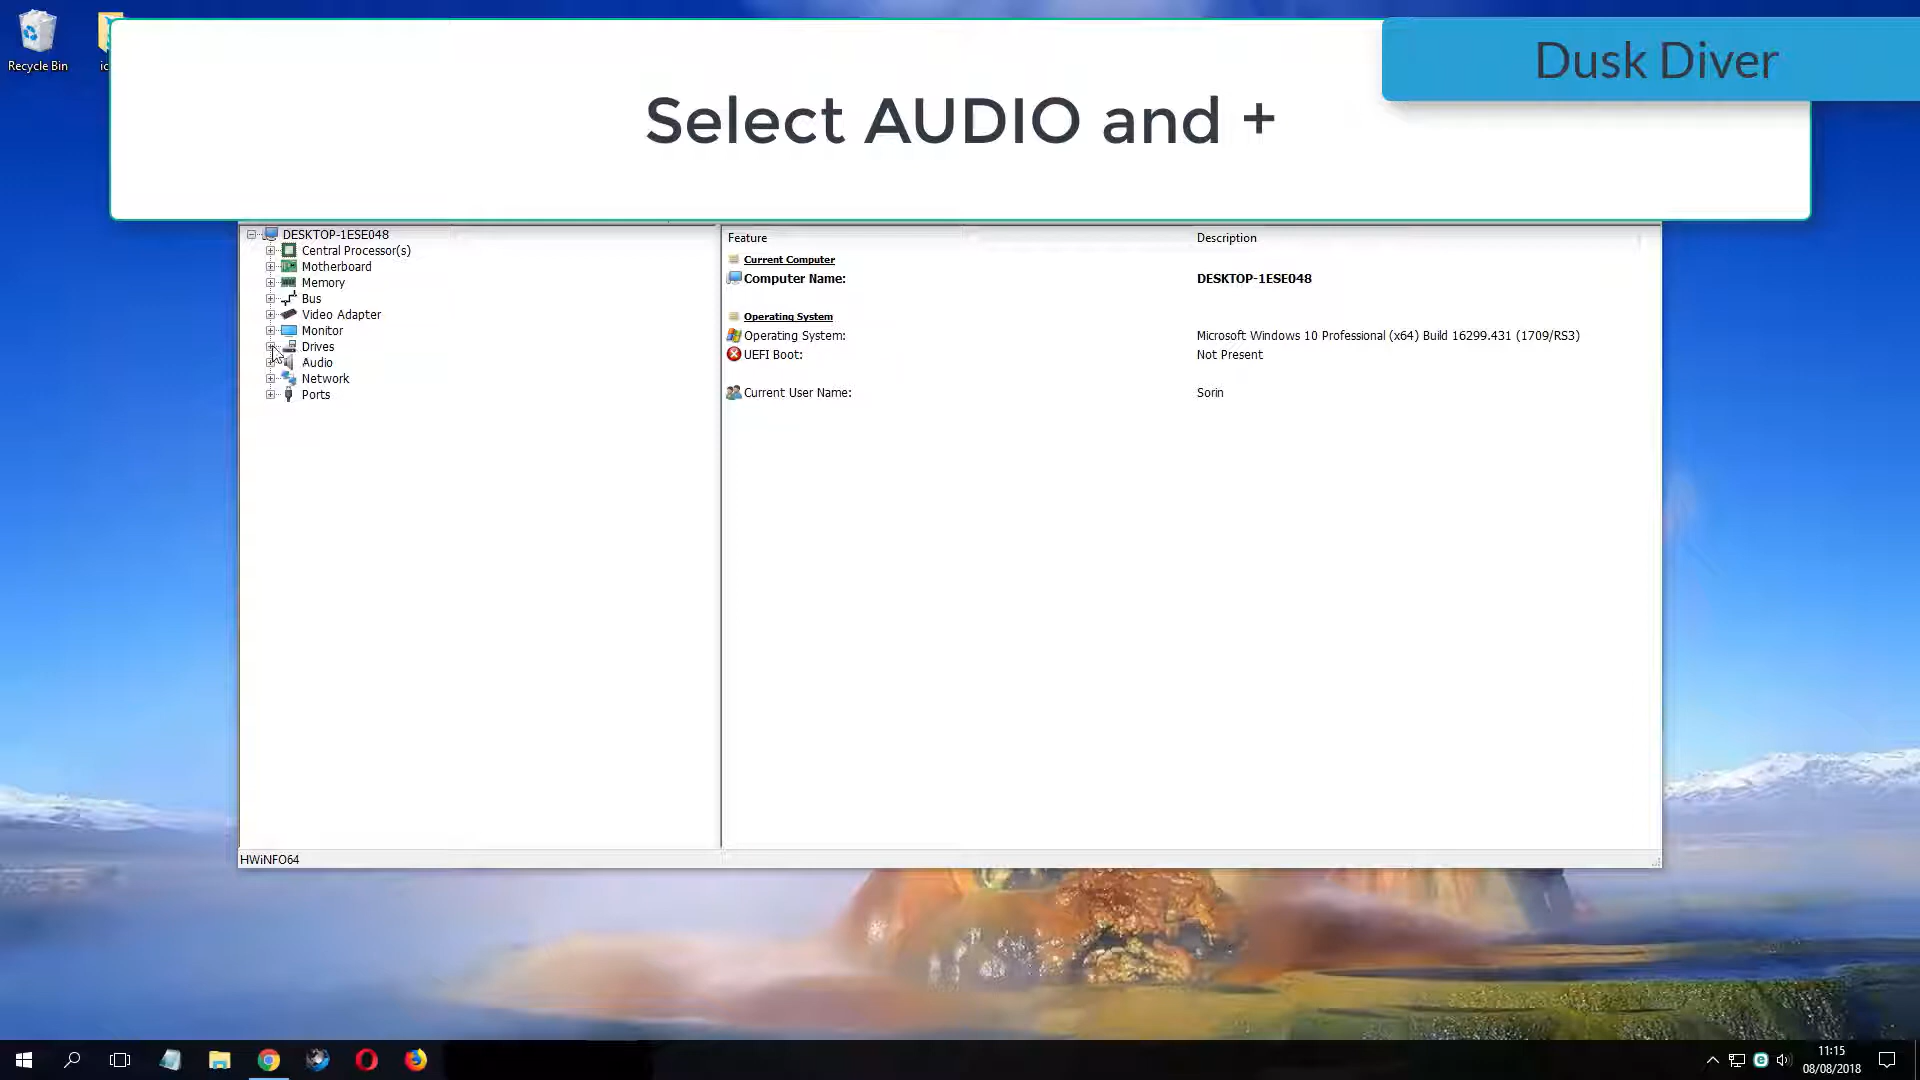 Recycle Bin
Dusk Diver
Select AUDIO and +
DESKTOP-1ESE048
Central Processor(s)
Motherboard
Memory
Bus
Video Adapter
Monitor
Drives
Audio
Network
Ports
Feature Description
Current Computer
Computer Name: DESKTOP-1ESE048
Operating System
Operating System: Microsoft Windows 10 Professional (x64) Build 16299.431 (1709/RS3)
UEFI Boot: Not Present
Current User Name: Sorin
HWiNFO64
11:15
08/08/2018